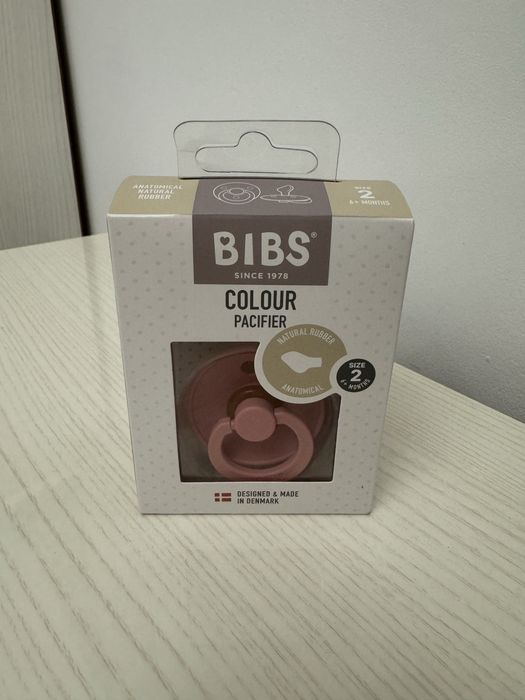 ANATOMICAL
NATURAL
RUBBER
SIZE
2
6+ MONTHS
BIBS®
SINCE 1978
COLOUR
PACIFIER
NATURAL RUBBER
ANATOMICAL
SIZE
2
6+ MONTHS
DESIGNED & MADE
IN DENMARK